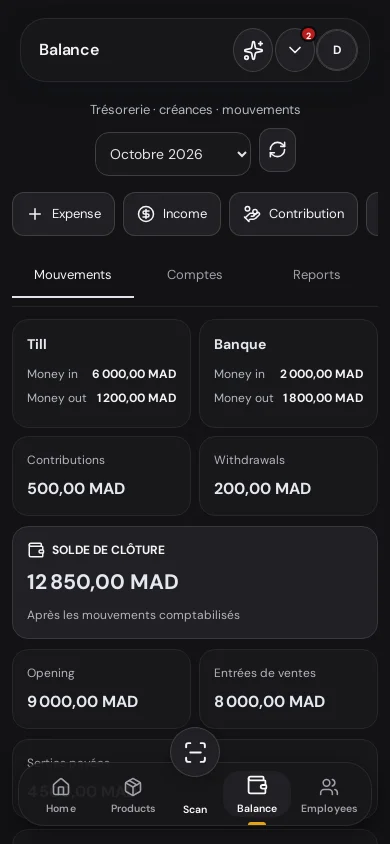 Balance
2
D
Trésorerie · créances · mouvements
Octobre 2026
Expense
Income
Contribution
Mouvements
Comptes
Reports
Till
Banque
Money in 6 000,00 MAD
Money in 2 000,00 MAD
Money out 1 200,00 MAD
Money out 1 800,00 MAD
Contributions
Withdrawals
500,00 MAD
200,00 MAD
SOLDE DE CLÔTURE
12 850,00 MAD
Après les mouvements comptabilisés
Opening
Entrées de ventes
9 000,00 MAD
8 000,00 MAD
Sorties payées
Home
Products
Scan
Balance
Employees